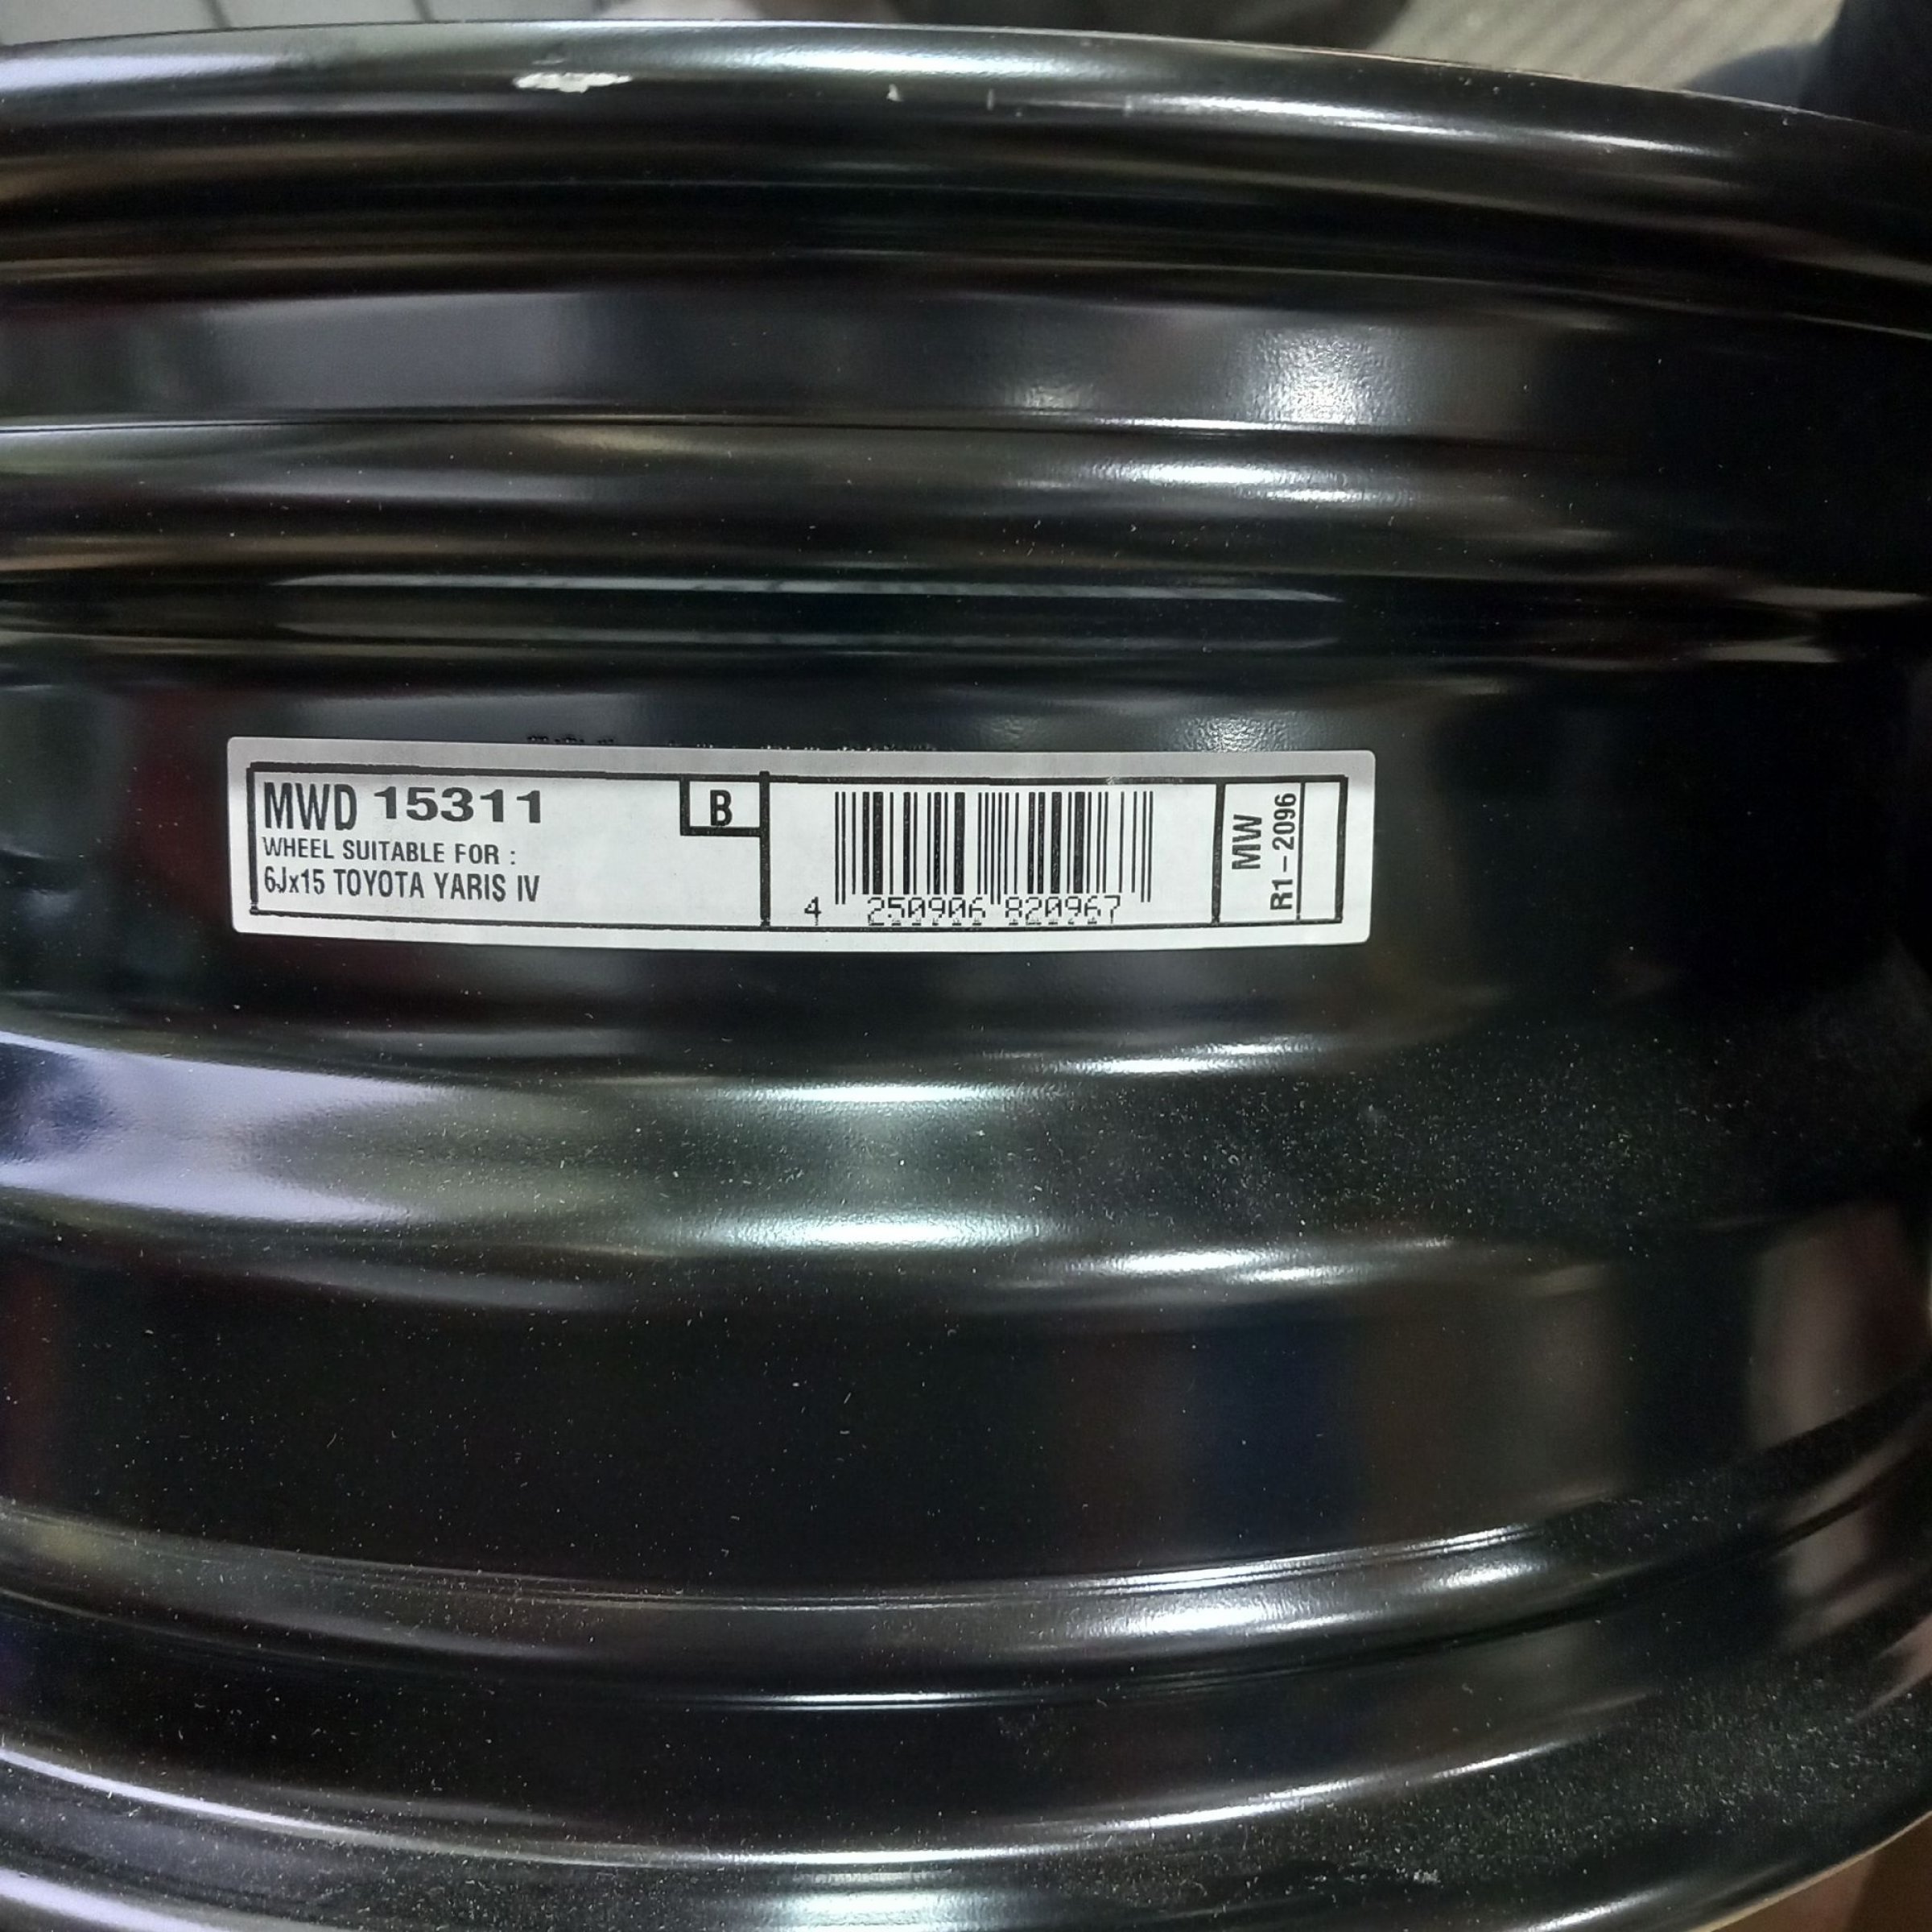 MWD 15311
B
WHEEL SUITABLE FOR :
6Jx15 TOYOTA YARIS IV
4 250906 820967
MW
R1-2096